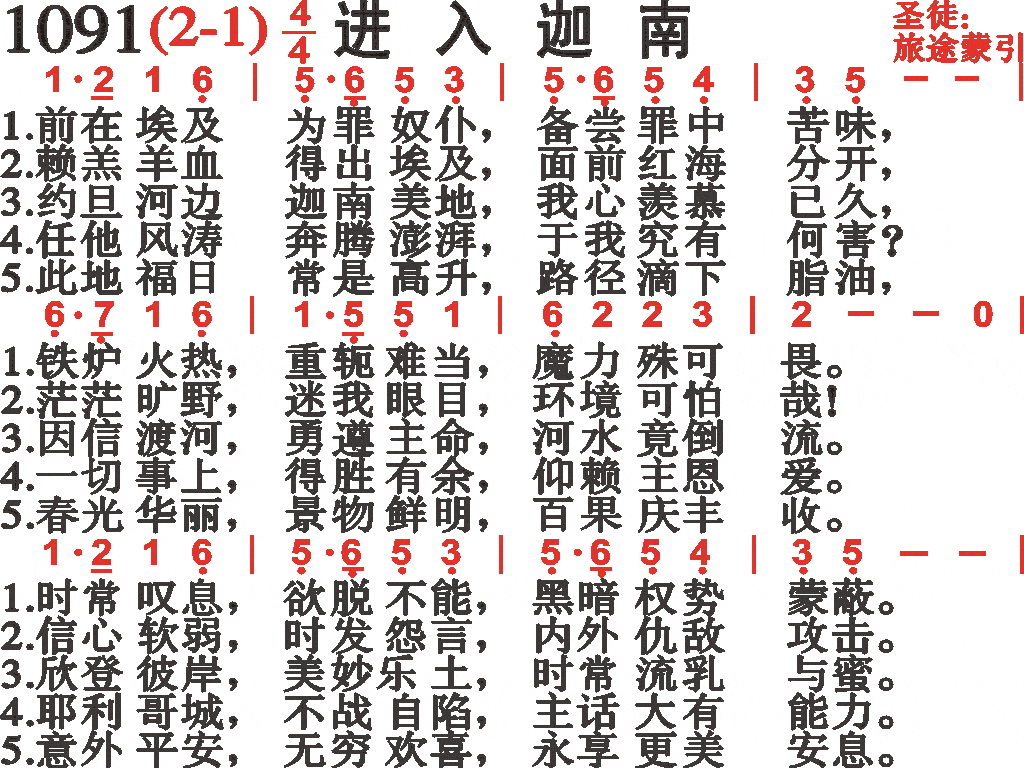 1091(2-1) 4/4 进入迦南 圣徒:
旅途蒙引
1·2 1 6 | 5·6 5 3 | 5·6 5 4 | 3 5 – – |
1.前在埃及 为罪奴仆, 备尝罪中 苦味,
2.赖羔羊血 得出埃及, 面前红海 分开,
3.约旦河边 迦南美地, 我心羡慕 已久,
4.任他风涛 奔腾澎湃, 于我究有 何害?
5.此地福日 常是高升, 路径滴下 脂油,
6·7 1 6 | 1·5 5 1 | 6 2 2 3 | 2 – – 0 |
1.铁炉火热, 重轭难当, 魔力殊可 畏。
2.茫茫旷野, 迷我眼目, 环境可怕 哉!
3.因信渡河, 勇遵主命, 河水竟倒 流。
4.一切事上, 得胜有余, 仰赖主恩 爱。
5.春光华丽, 景物鲜明, 百果庆丰 收。
1·2 1 6 | 5·6 5 3 | 5·6 5 4 | 3 5 – – |
1.时常叹息, 欲脱不能, 黑暗权势 蒙蔽。
2.信心软弱, 时发怨言, 内外仇敌 攻击。
3.欣登彼岸, 美妙乐土, 时常流乳 与蜜。
4.耶利哥城, 不战自陷, 主话大有 能力。
5.意外平安, 无穷欢喜, 永享更美 安息。